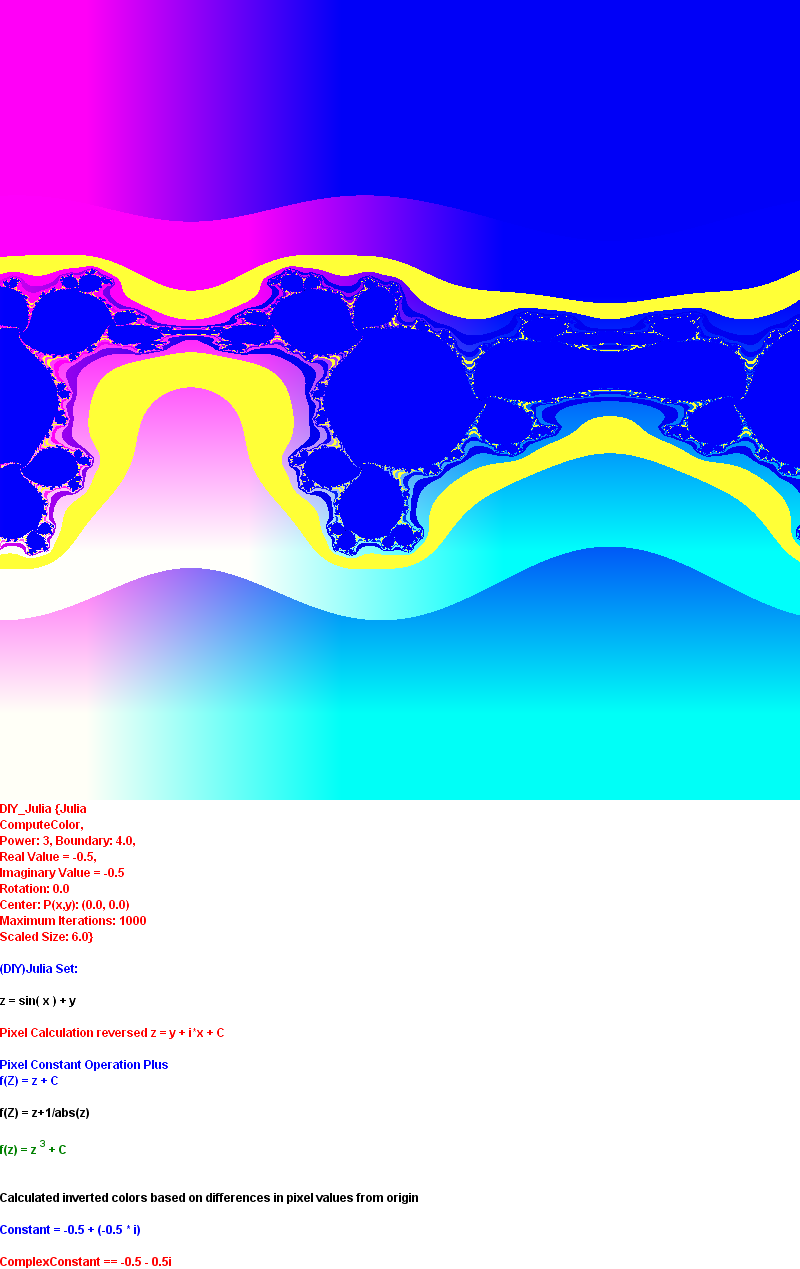 DIY_Julia {Julia
ComputeColor,
Power: 3, Boundary: 4.0,
Real Value = -0.5,
Imaginary Value = -0.5
Rotation: 0.0
Center: P(x,y): (0.0, 0.0)
Maximum Iterations: 1000
Scaled Size: 6.0}
(DIY)Julia Set:
z = sin( x ) + y
Pixel Calculation reversed z = y + i*x + C
Pixel Constant Operation Plus
f(Z) = z + C
f(Z) = z+1/abs(z)
f(z) = z 3 + C
Calculated inverted colors based on differences in pixel values from origin
Constant = -0.5 + (-0.5 * i)
ComplexConstant == -0.5 - 0.5i